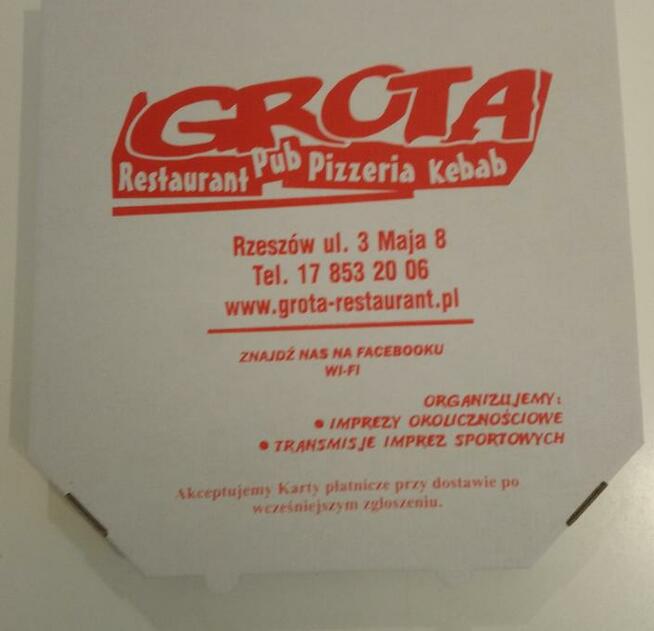 GROTA
Restaurant Pub Pizzeria Kebab
Rzeszów ul. 3 Maja 8
Tel. 17 853 20 06
www.grota-restaurant.pl
ZNAJDŹ NAS NA FACEBOOKU
WI-FI
ORGANIZUJEMY:
• IMPREZY OKOLICZNOŚCIOWE
• TRANSMISJE IMPREZ SPORTOWYCH
Akceptujemy Karty płatnicze przy dostawie po
wcześniejszym zgłoszeniu.